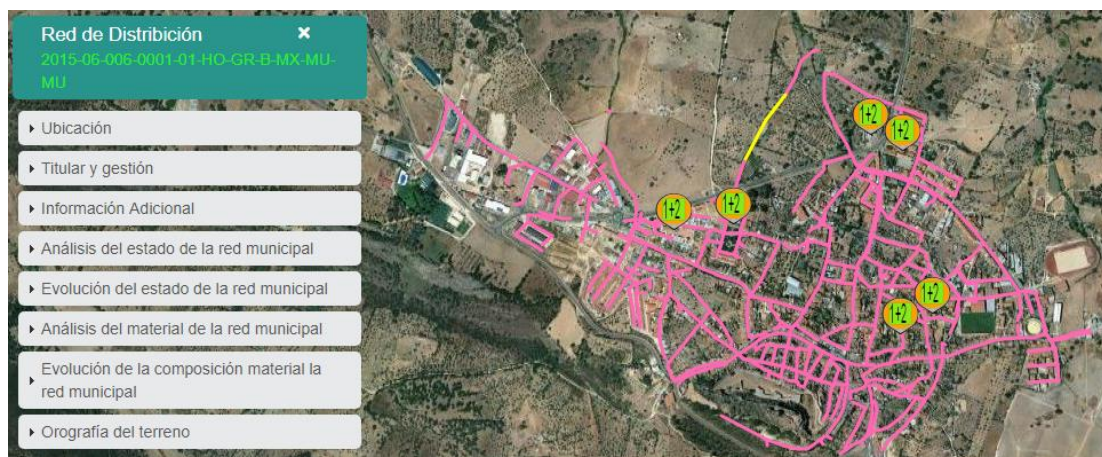 Red de Distribición
2015-06-006-0001-01-HO-GR-B-MX-MU-
MU
Ubicación
Titular y gestión
Información Adicional
Análisis del estado de la red municipal
Evolución del estado de la red municipal
Análisis del material de la red municipal
Evolución de la composición material la
red municipal
Orografía del terreno
1+2
1+2
1+2
1+2
1+2
1+2